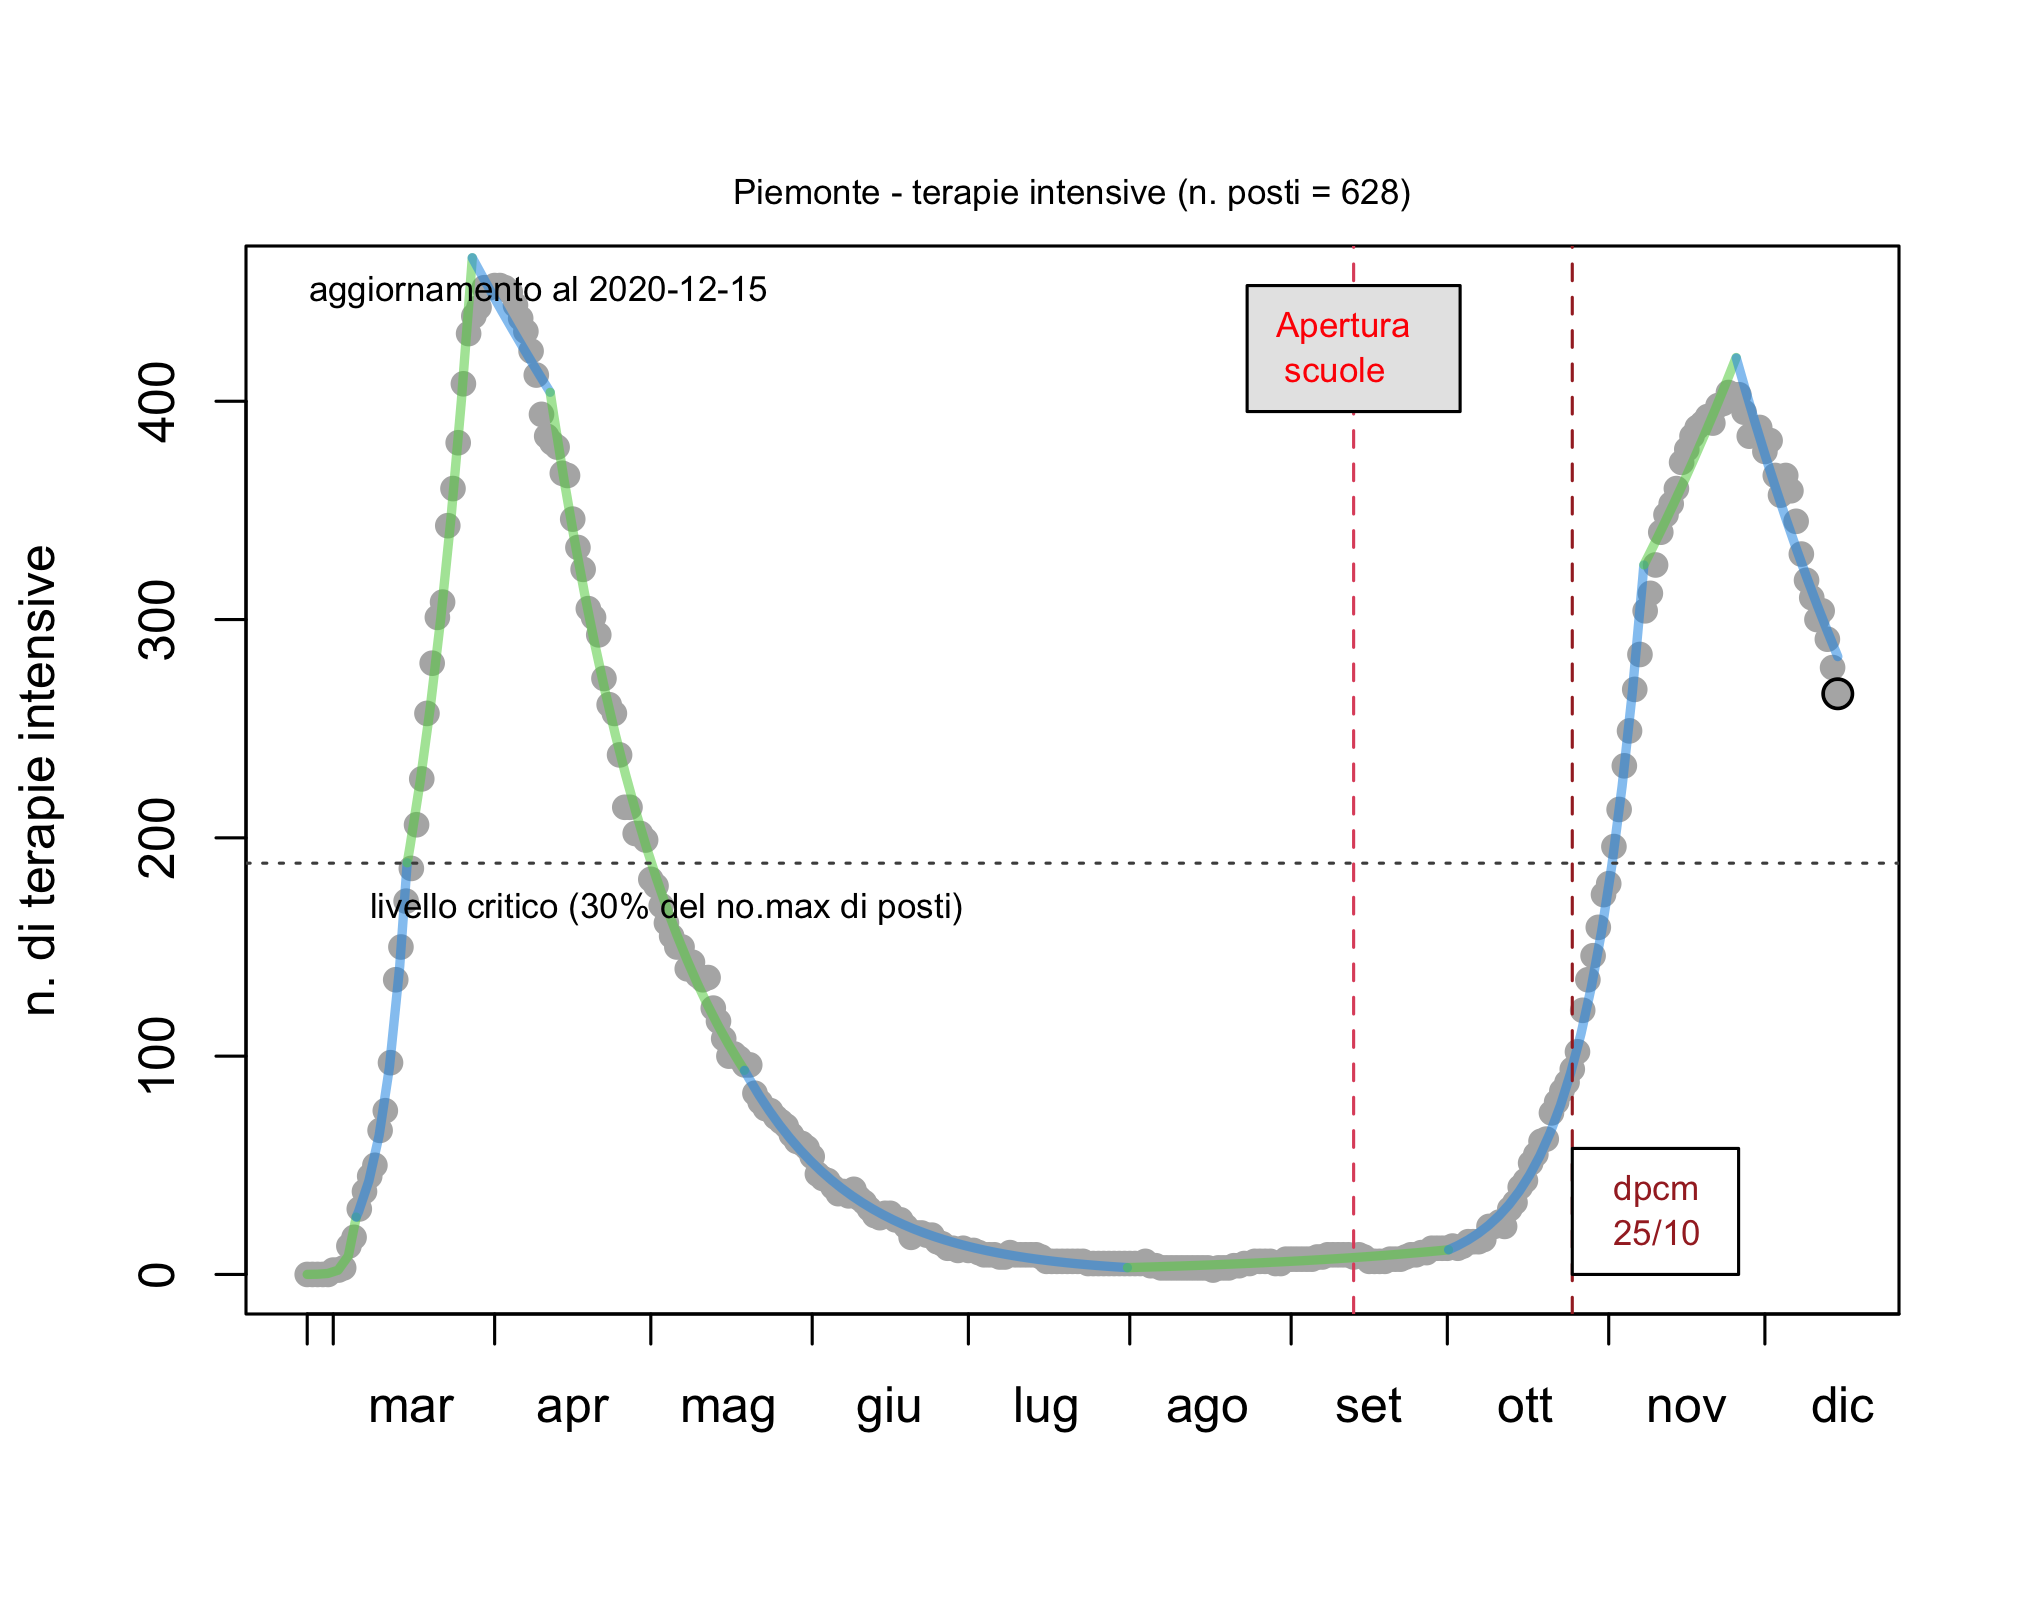 Piemonte - terapie intensive (n. posti = 628)
aggiornamento al 2020-12-15
Apertura
scuole
n. di terapie intensive
400
300
200
100
0
livello critico (30% del no.max di posti)
dpcm
25/10
mar apr mag giu lug ago set ott nov dic